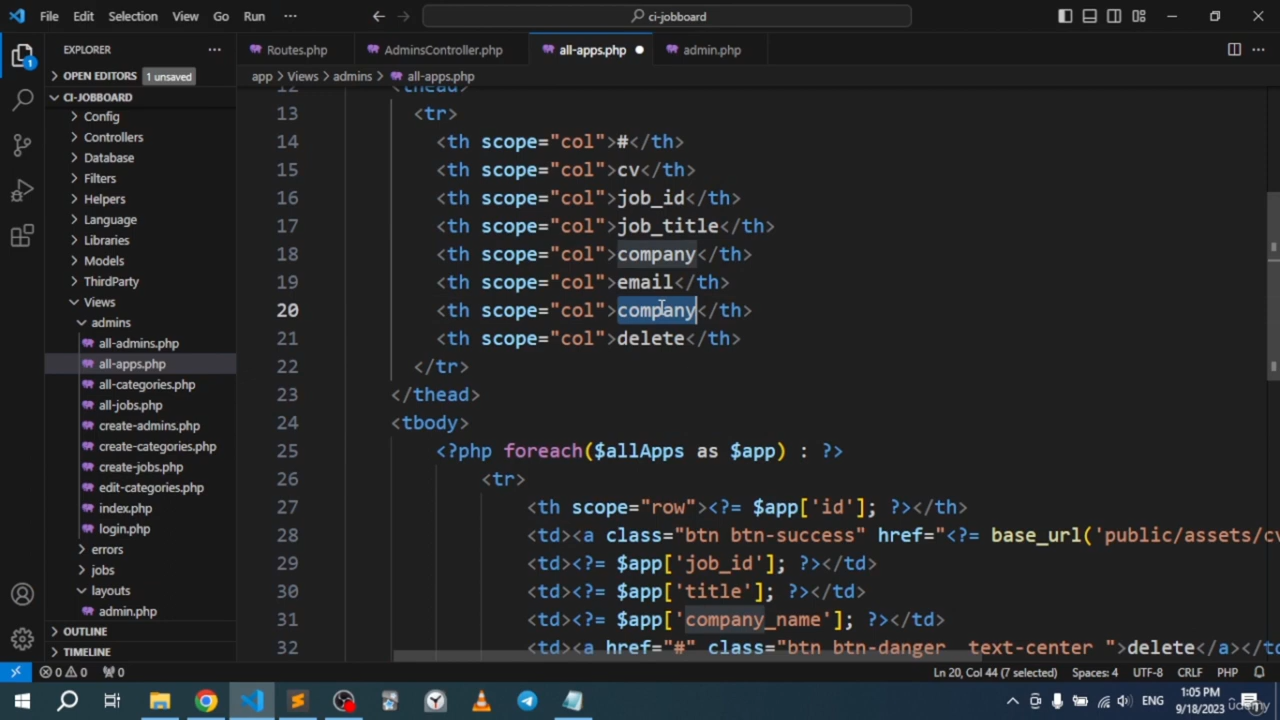 File Edit Selection View Go Run ··· ci-jobboard
EXPLORER ··· Routes.php AdminsController.php all-apps.php admin.php
OPEN EDITORS 1 unsaved app > Views > admins > all-apps.php
CI-JOBBOARD
Config
Controllers
Database
Filters
Helpers
Language
Libraries
Models
ThirdParty
Views
admins
all-admins.php
all-apps.php
all-categories.php
all-jobs.php
create-admins.php
create-categories.php
create-jobs.php
edit-categories.php
index.php
login.php
errors
jobs
layouts
admin.php
OUTLINE
TIMELINE
12 <thead>
13 <tr>
14 <th scope="col">#</th>
15 <th scope="col">cv</th>
16 <th scope="col">job_id</th>
17 <th scope="col">job_title</th>
18 <th scope="col">company</th>
19 <th scope="col">email</th>
20 <th scope="col">company</th>
21 <th scope="col">delete</th>
22 </tr>
23 </thead>
24 <tbody>
25 <?php foreach($allApps as $app) : ?>
26 <tr>
27 <th scope="row"><?= $app['id']; ?></th>
28 <td><a class="btn btn-success" href="<?= base_url('public/assets/cv
29 <td><?= $app['job_id']; ?></td>
30 <td><?= $app['title']; ?></td>
31 <td><?= $app['company_name']; ?></td>
32 <td><a href="#" class="btn btn-danger  text-center ">delete</a></td
0 0 0 Ln 20, Col 44 (7 selected) Spaces: 4 UTF-8 CRLF PHP
ENG 1:05 PM
9/18/2023
udemy
1